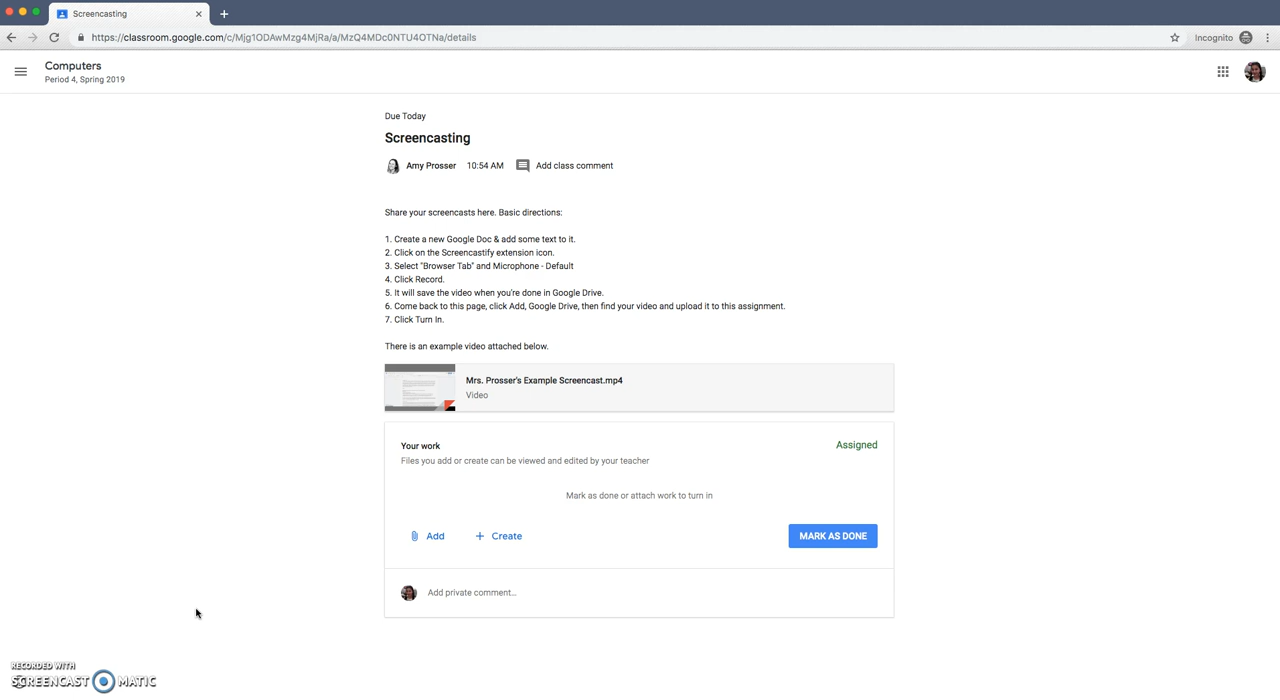 Screencasting
https://classroom.google.com/c/Mjg1ODAwMzg4MjRa/a/MzQ4MDc0NTU4OTNa/details
Incognito
Computers
Period 4, Spring 2019
Due Today
Screencasting
Amy Prosser 10:54 AM Add class comment
Share your screencasts here. Basic directions:
1. Create a new Google Doc & add some text to it.
2. Click on the Screencastify extension icon.
3. Select "Browser Tab" and Microphone - Default
4. Click Record.
5. It will save the video when you're done in Google Drive.
6. Come back to this page, click Add, Google Drive, then find your video and upload it to this assignment.
7. Click Turn In.
There is an example video attached below.
Mrs. Prosser's Example Screencast.mp4
Video
Your work
Assigned
Files you add or create can be viewed and edited by your teacher
Mark as done or attach work to turn in
Add
Create
MARK AS DONE
Add private comment...
RECORDED WITH
SCREENCAST MATIC